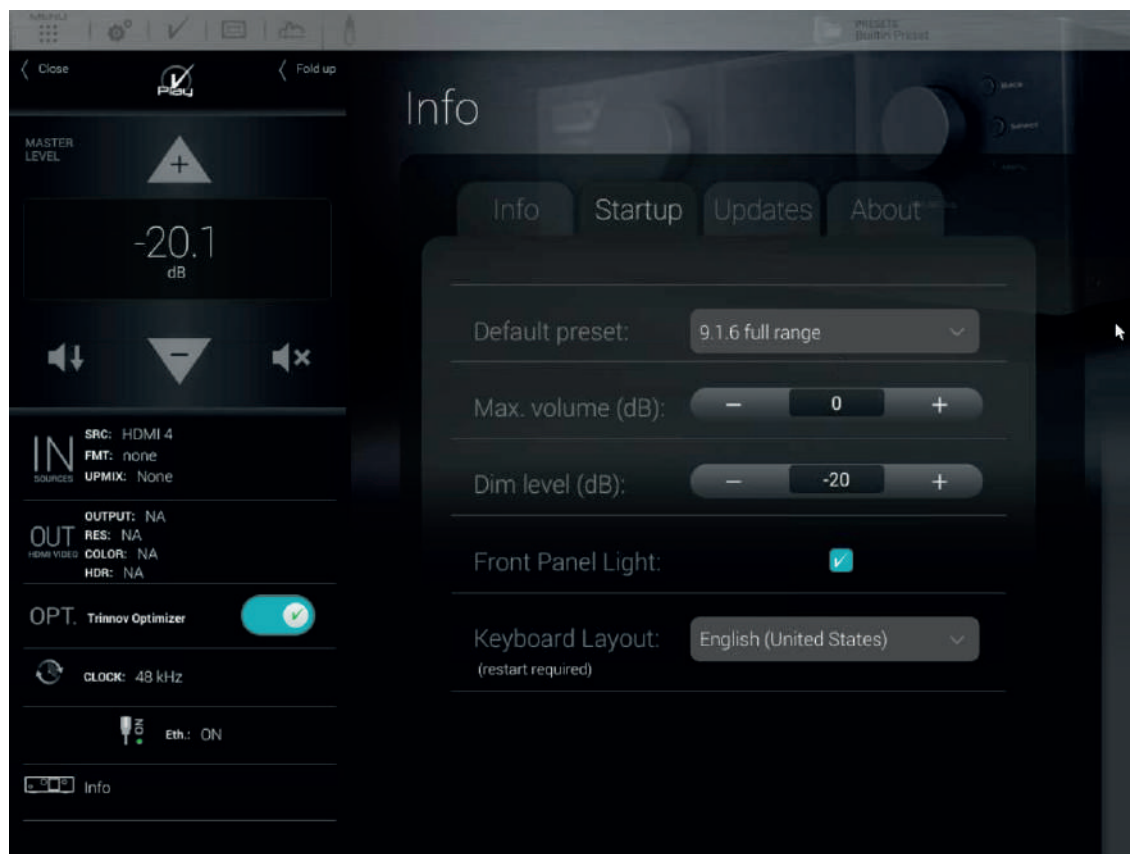 MENU
PRESETS
Builtin Preset
Close
Play
Fold up
MASTER
LEVEL
+
-20.1
dB
−
IN
SOURCES
SRC: HDMI 4
FMT: none
UPMIX: None
OUT
HDMI VIDEO
OUTPUT: NA
RES: NA
COLOR: NA
HDR: NA
OPT. Trinnov Optimizer
CLOCK: 48 kHz
ON
Eth.: ON
Info
Info
Info Startup Updates About
Default preset: 9.1.6 full range
Max. volume (dB): − 0 +
Dim level (dB): − -20 +
Front Panel Light:
Keyboard Layout: English (United States)
(restart required)